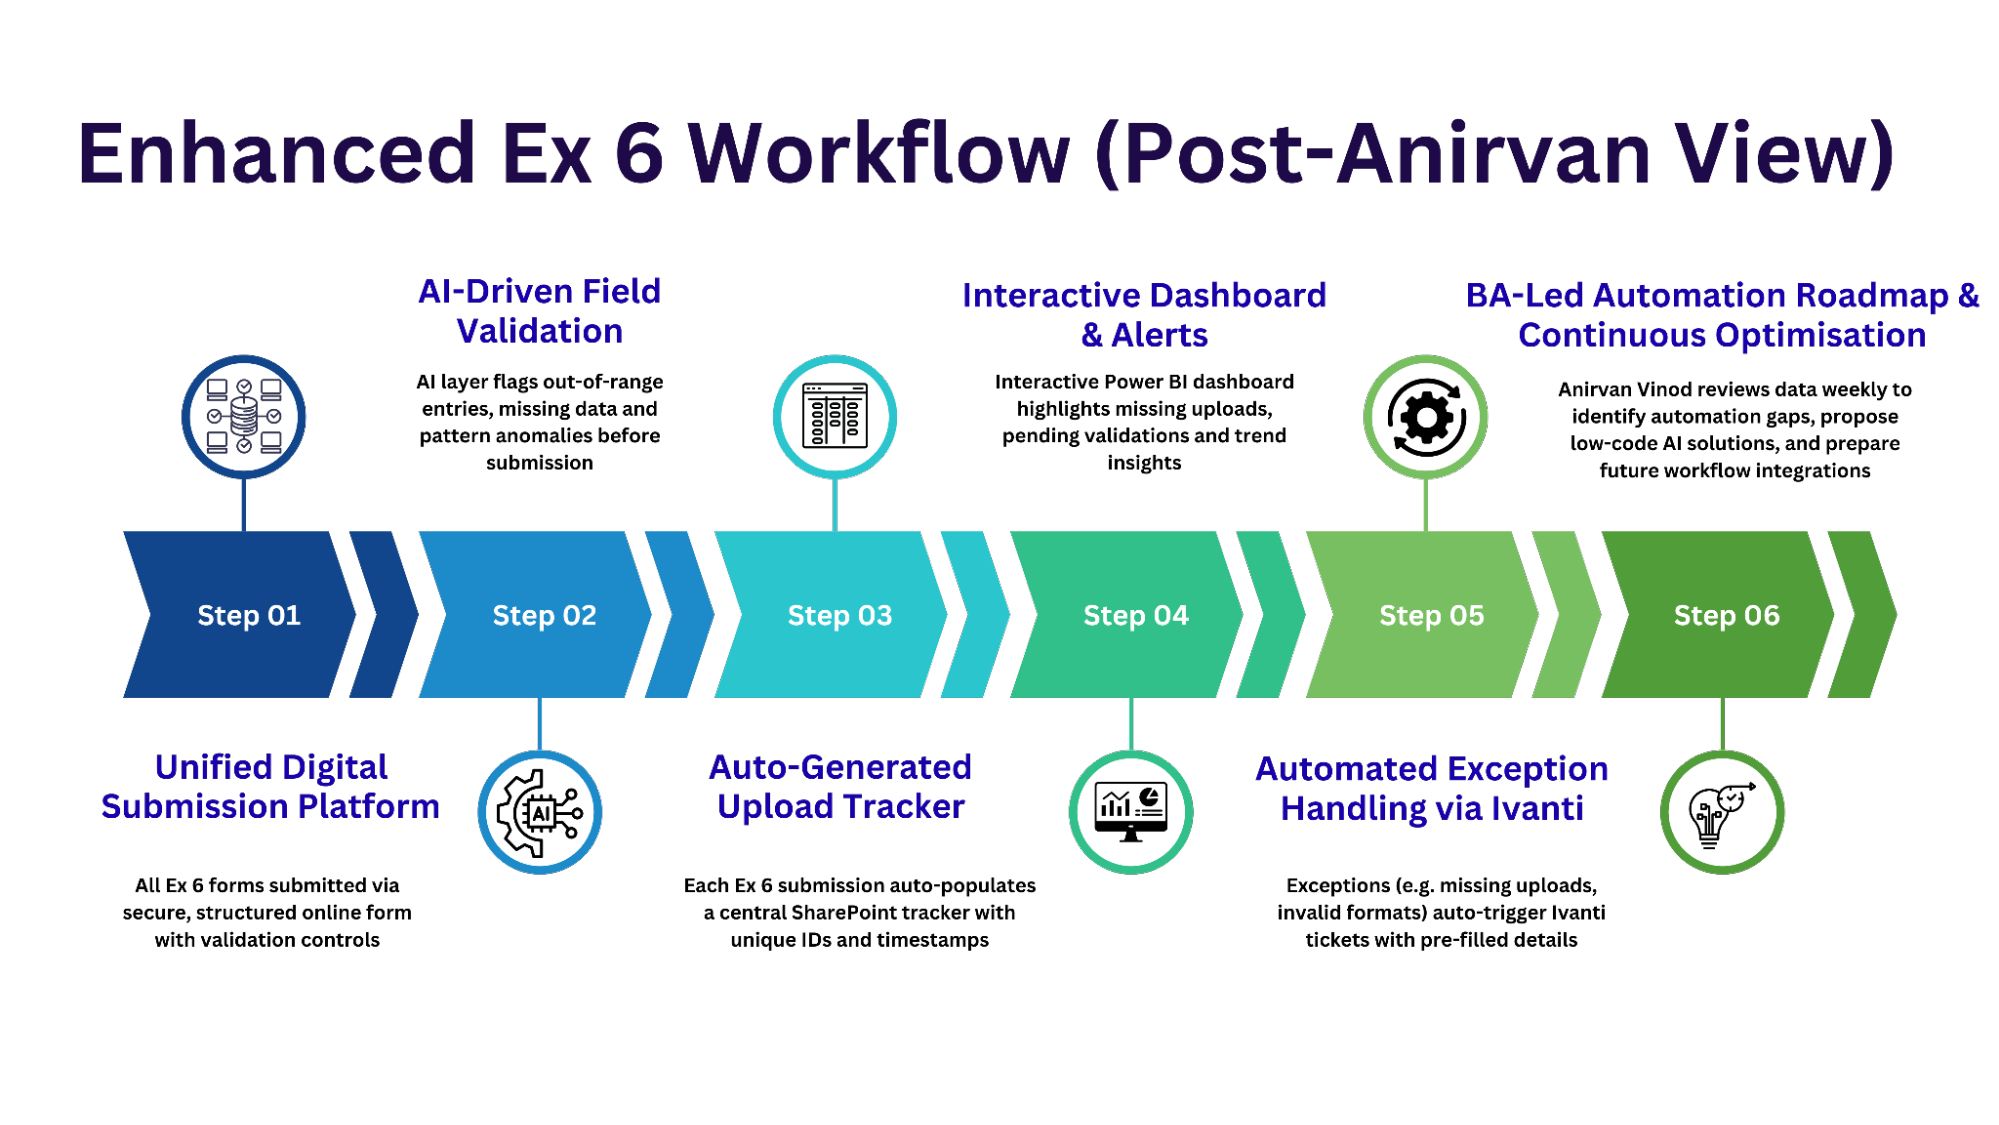 Enhanced Ex 6 Workflow (Post-Anirvan View)
Step 01
Unified Digital
Submission Platform
All Ex 6 forms submitted via
secure, structured online form
with validation controls
AI-Driven Field
Validation
AI layer flags out-of-range
entries, missing data and
pattern anomalies before
submission
Step 02
AI
Step 03
Auto-Generated
Upload Tracker
Each Ex 6 submission auto-populates
a central SharePoint tracker with
unique IDs and timestamps
Interactive Dashboard
& Alerts
Interactive Power BI dashboard
highlights missing uploads,
pending validations and trend
insights
Step 04
Step 05
Automated Exception
Handling via Ivanti
Exceptions (e.g. missing uploads,
invalid formats) auto-trigger Ivanti
tickets with pre-filled details
BA-Led Automation Roadmap &
Continuous Optimisation
Anirvan Vinod reviews data weekly to
identify automation gaps, propose
low-code AI solutions, and prepare
future workflow integrations
Step 06